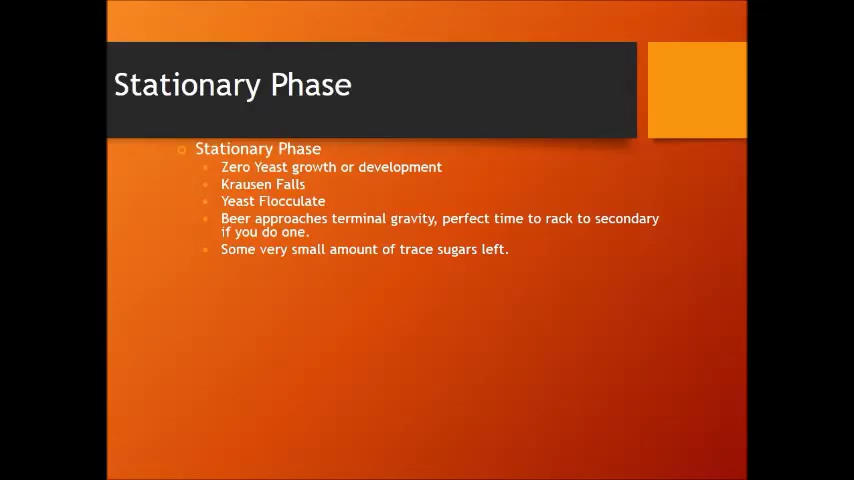 Stationary Phase
Stationary Phase
Zero Yeast growth or development
Krausen Falls
Yeast Flocculate
Beer approaches terminal gravity, perfect time to rack to secondary
if you do one.
Some very small amount of trace sugars left.